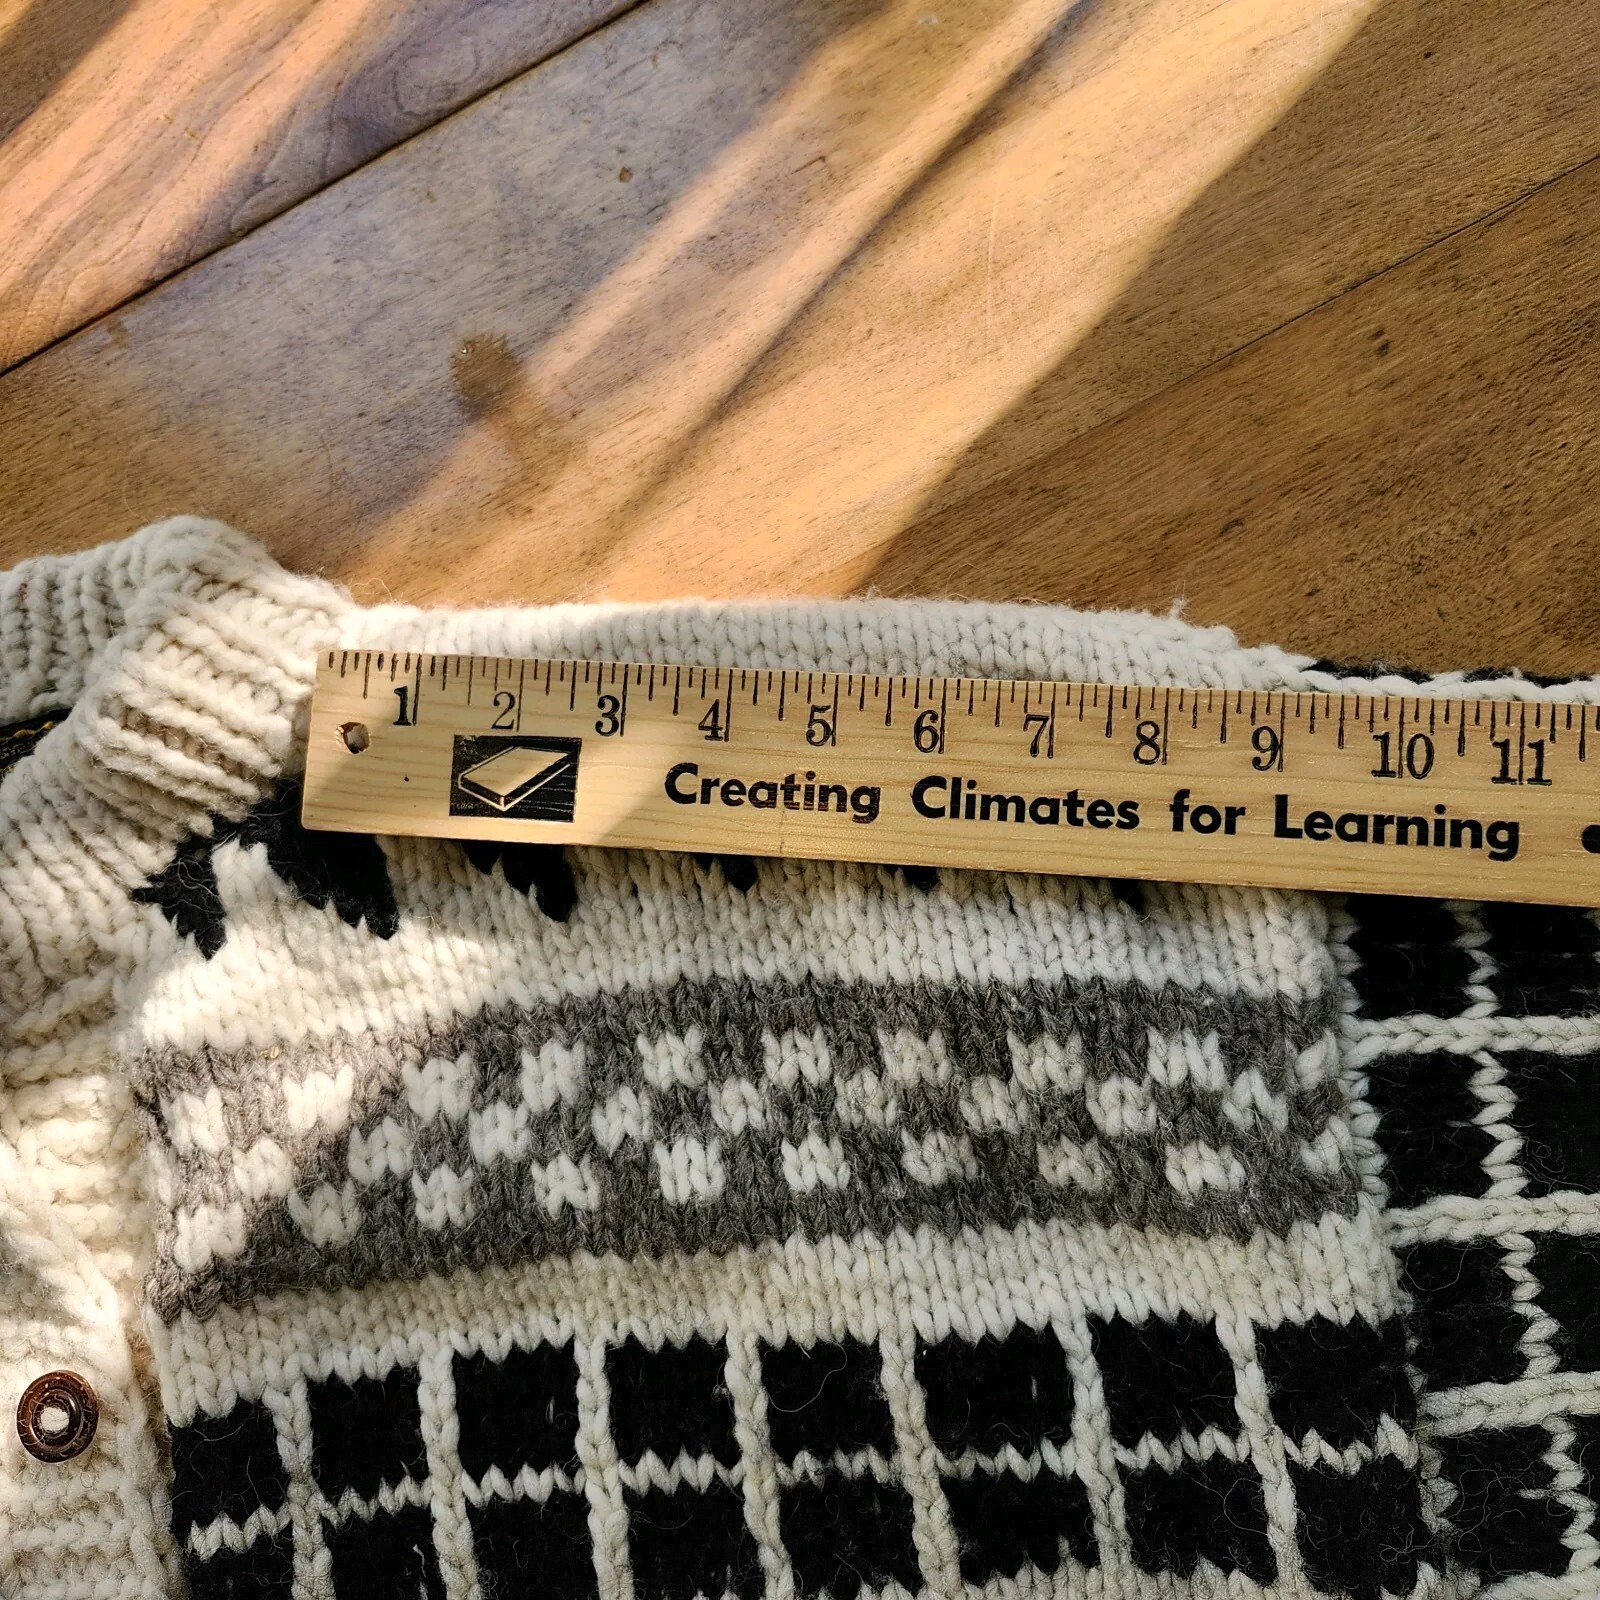 1 2 3 4 5 6 7 8 9 10 11
Creating Climates for Learning